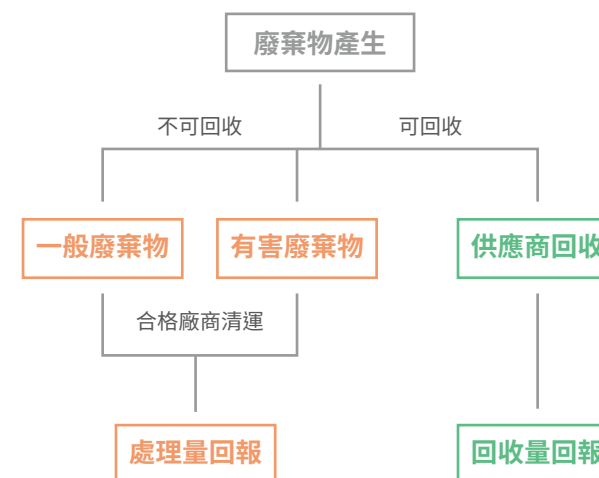 廢棄物產生
不可回收
可回收
一般廢棄物
有害廢棄物
供應商回收
合格廠商清運
處理量回報
回收量回報